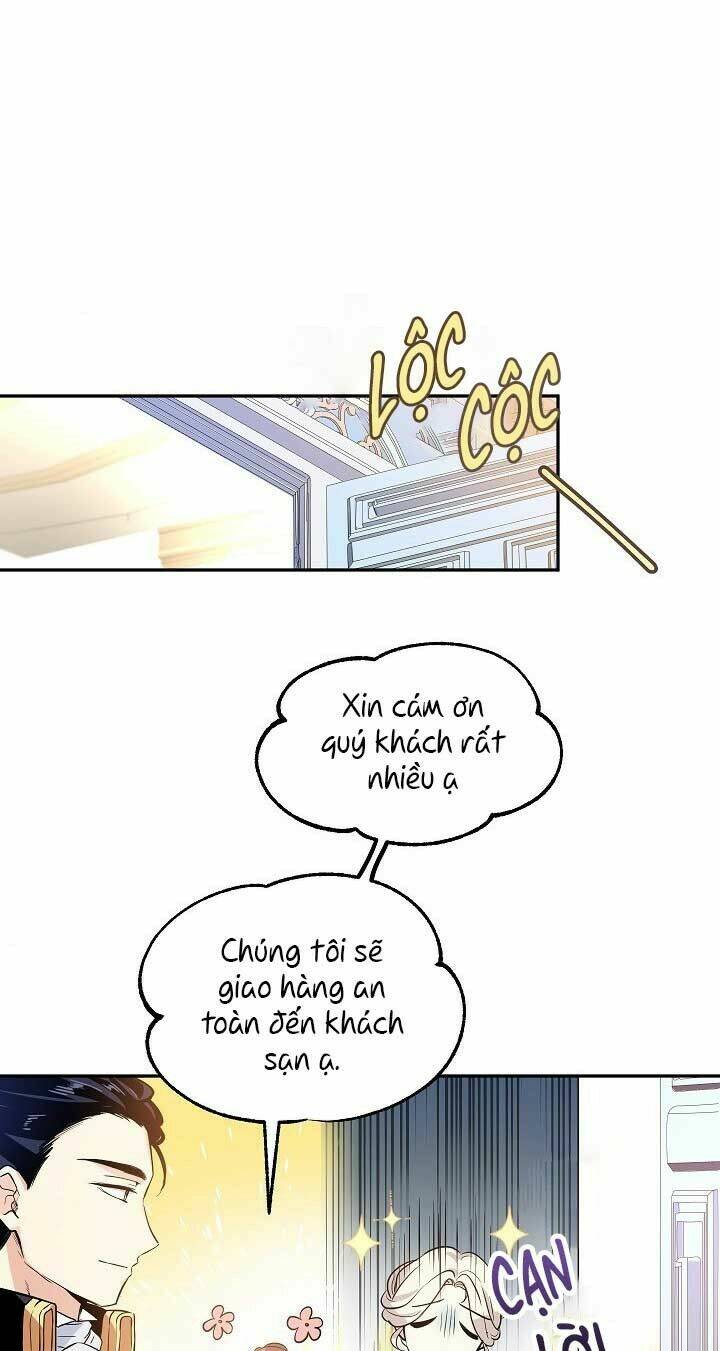 LỘC
CỘC
Xin cám ơn
quý khách rất
nhiều ạ
Chúng tôi sẽ
giao hàng an
toàn đến khách
sạn ạ.
CẠN
LỜI